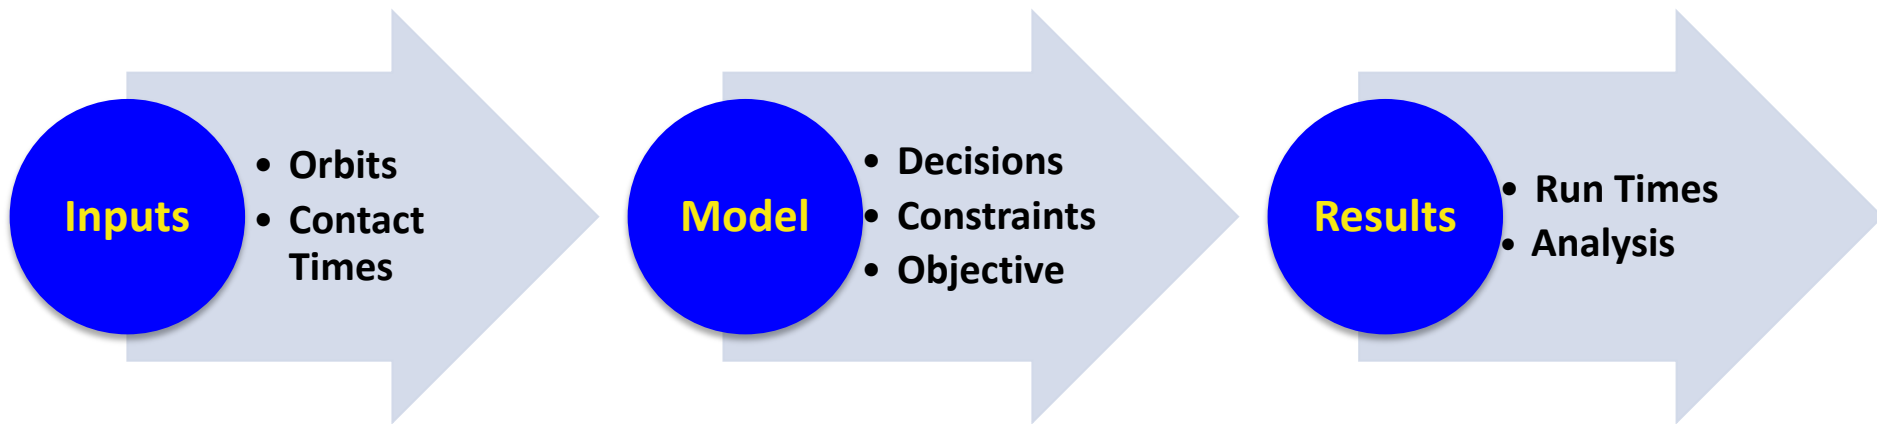 Inputs
• Orbits
• Contact
Times
Model
• Decisions
• Constraints
• Objective
Results
• Run Times
• Analysis